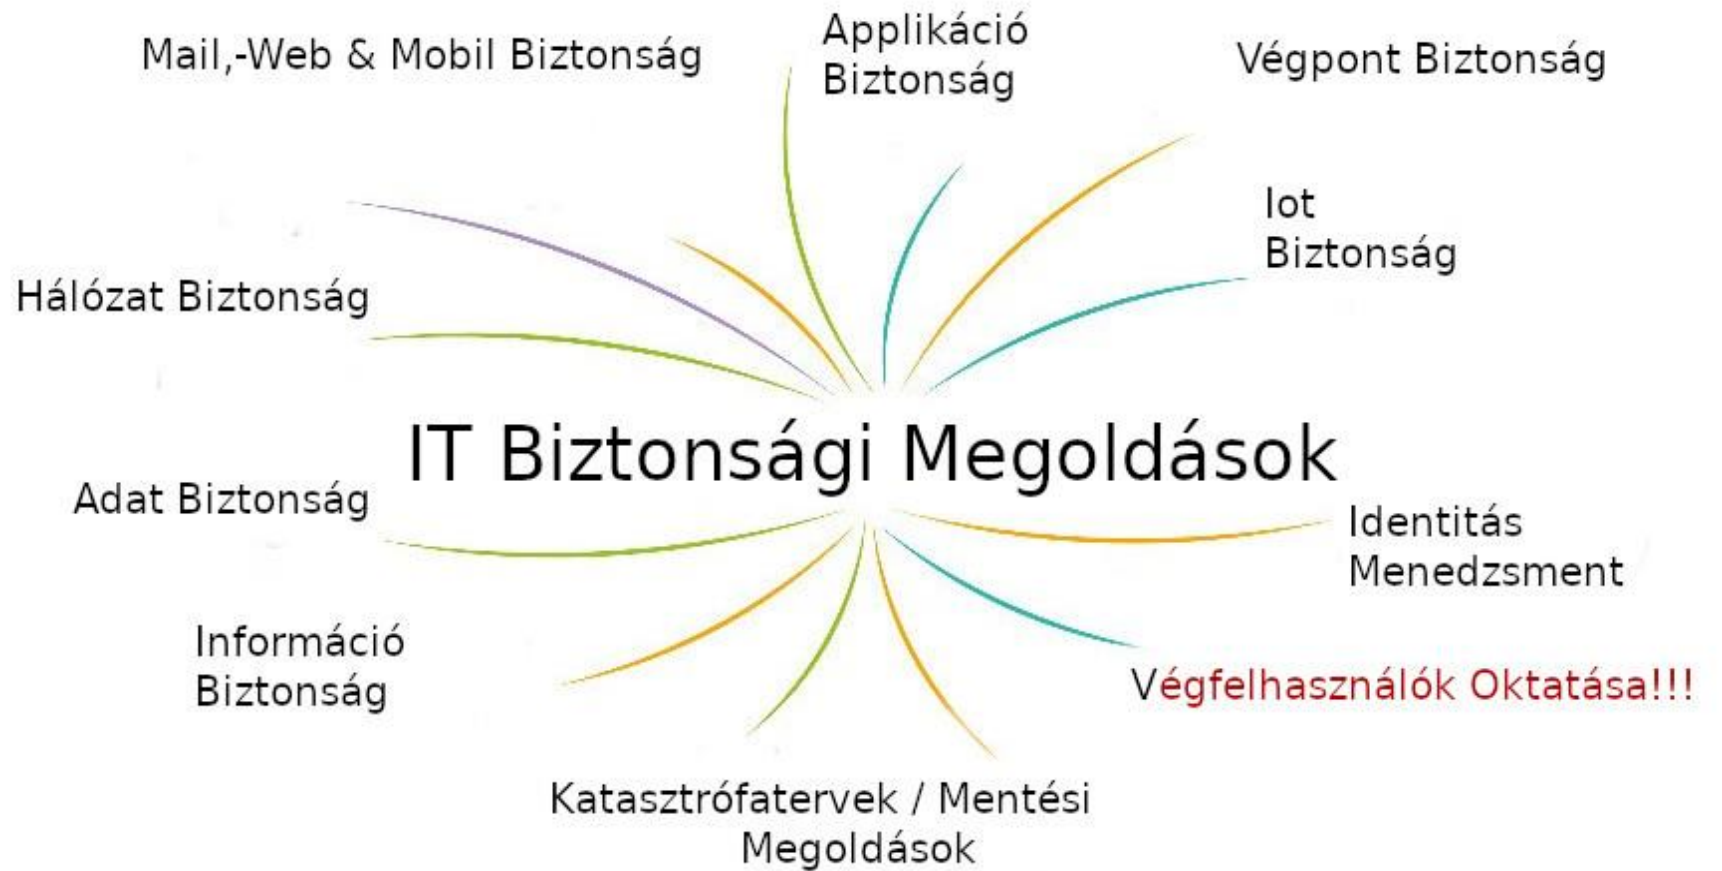 Mail,-Web & Mobil Biztonság
Applikáció
Biztonság
Végpont Biztonság
Iot
Biztonság
Hálózat Biztonság
IT Biztonsági Megoldások
Adat Biztonság
Identitás
Menedzsment
Információ
Biztonság
Végfelhasználók Oktatása!!!
Katasztrófatervek / Mentési
Megoldások